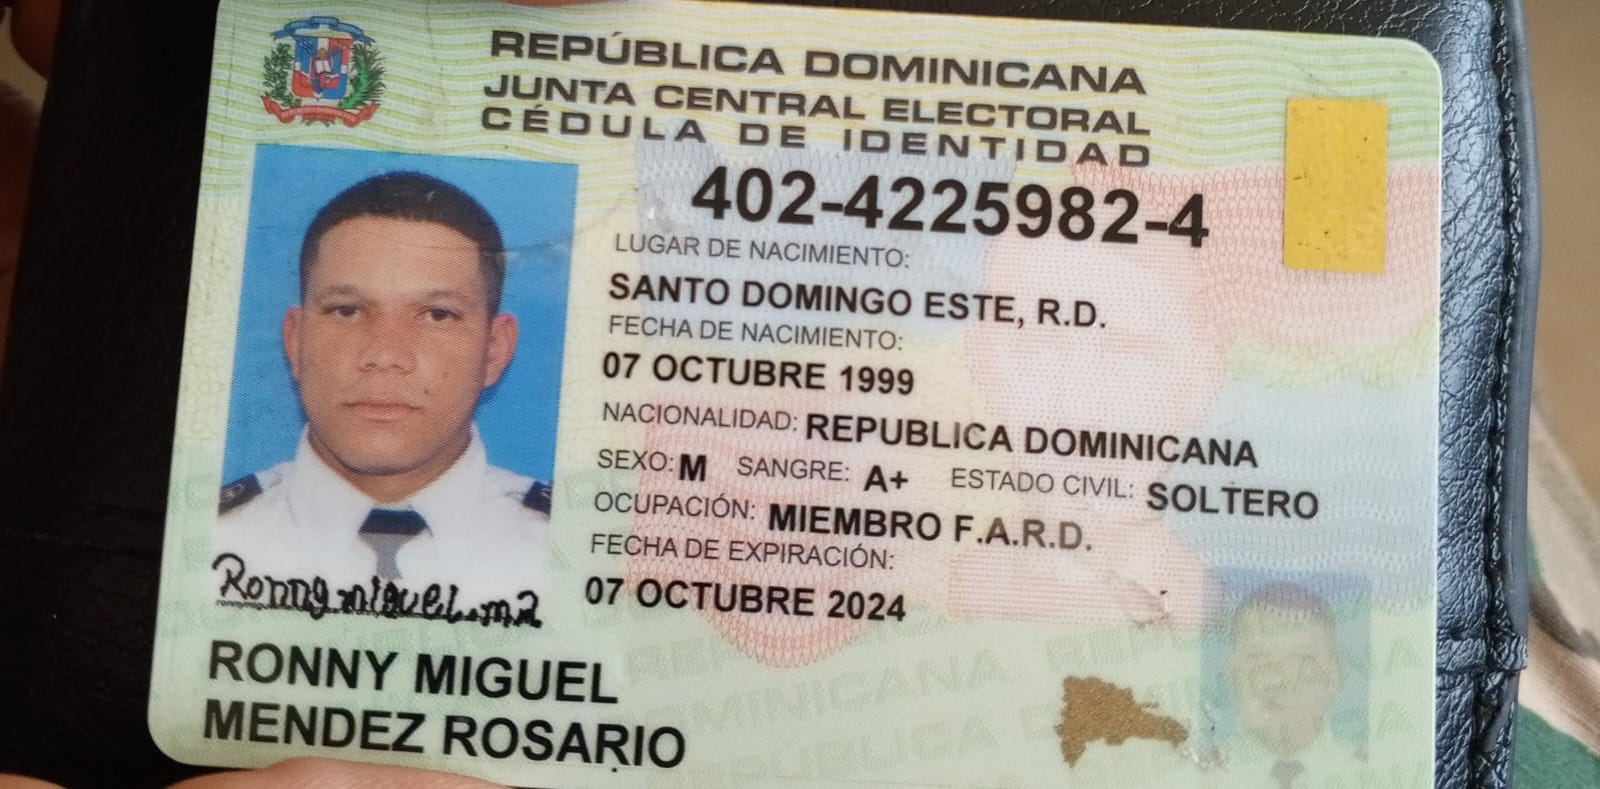 REPÚBLICA DOMINICANA
JUNTA CENTRAL ELECTORAL
CÉDULA DE IDENTIDAD
402-4225982-4
LUGAR DE NACIMIENTO:
SANTO DOMINGO ESTE, R.D.
FECHA DE NACIMIENTO:
07 OCTUBRE 1999
NACIONALIDAD: REPUBLICA DOMINICANA
SEXO: M SANGRE: A+ ESTADO CIVIL: SOLTERO
OCUPACIÓN: MIEMBRO F.A.R.D.
FECHA DE EXPIRACIÓN:
07 OCTUBRE 2024
Ronny miguel.m
RONNY MIGUEL
MENDEZ ROSARIO